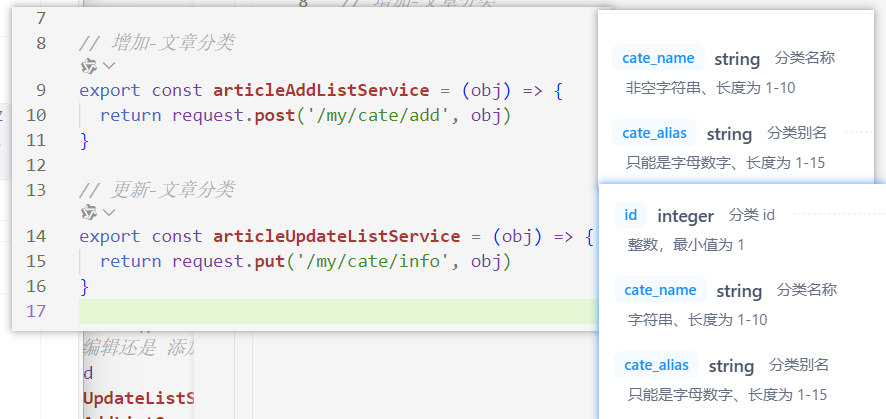 7
8 // 增加-文章分类
9 export const articleAddListService = (obj) => {
10 return request.post('/my/cate/add', obj)
11 }
12
13 // 更新-文章分类
14 export const articleUpdateListService = (obj) => {
15 return request.put('/my/cate/info', obj)
16 }
17
编辑还是 添加
d
UpdateListS
8 // 增加-文章分类
cate_name string 分类名称
非空字符串、长度为 1-10
cate_alias string 分类别名
只能是字母数字、长度为 1-15
id integer 分类 id
整数，最小值为 1
cate_name string 分类名称
字符串、长度为 1-10
cate_alias string 分类别名
只能是字母数字、长度为 1-15